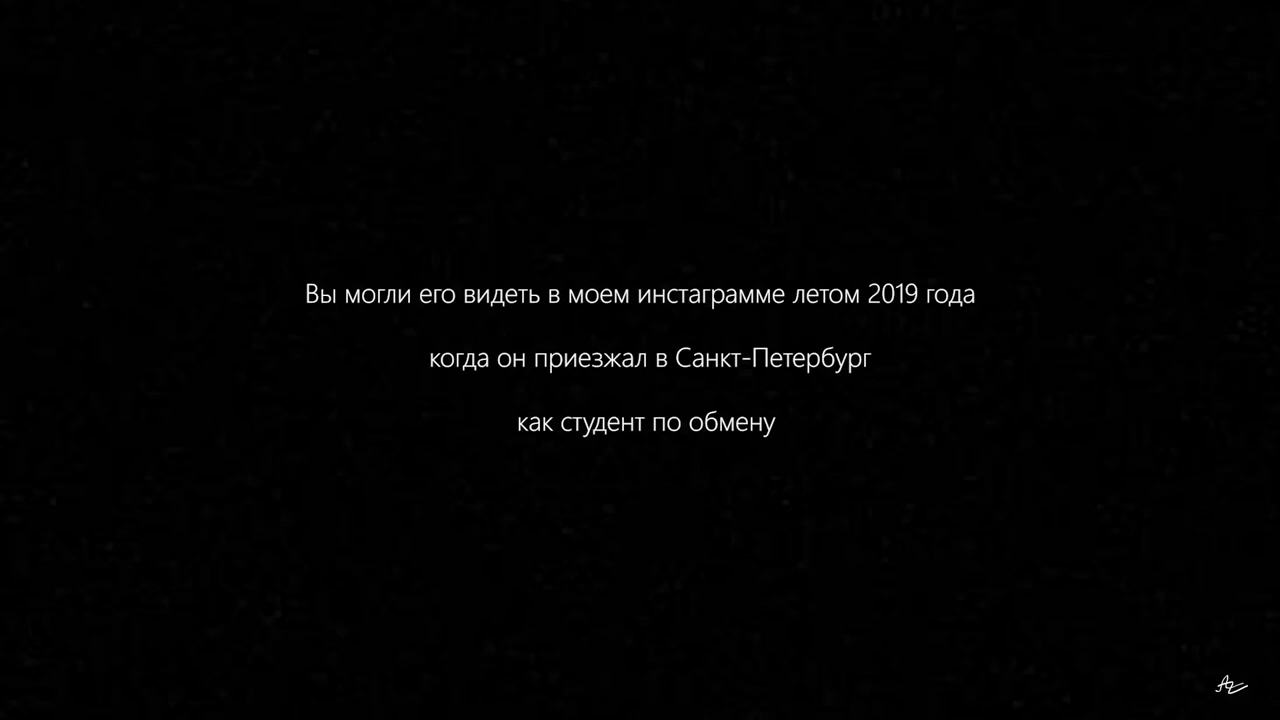 Вы могли его видеть в моем инстаграмме летом 2019 года
когда он приезжал в Санкт-Петербург
как студент по обмену